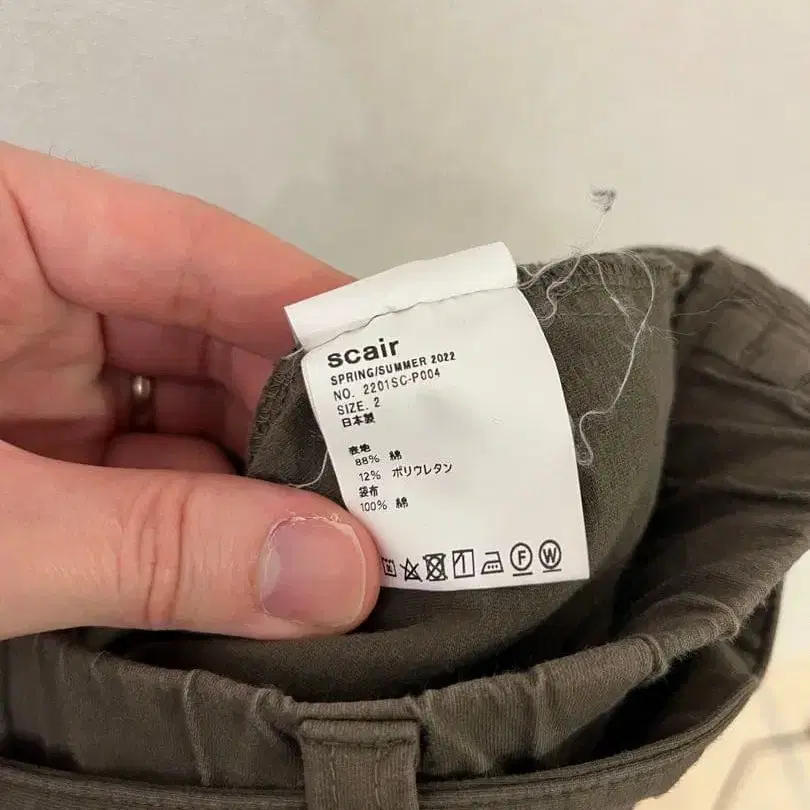 scair
SPRING/SUMMER 2022
NO. 2201SC-P004
SIZE. 2
日本製
表地
88% 綿
12% ポリウレタン
袋布
100% 綿
F W